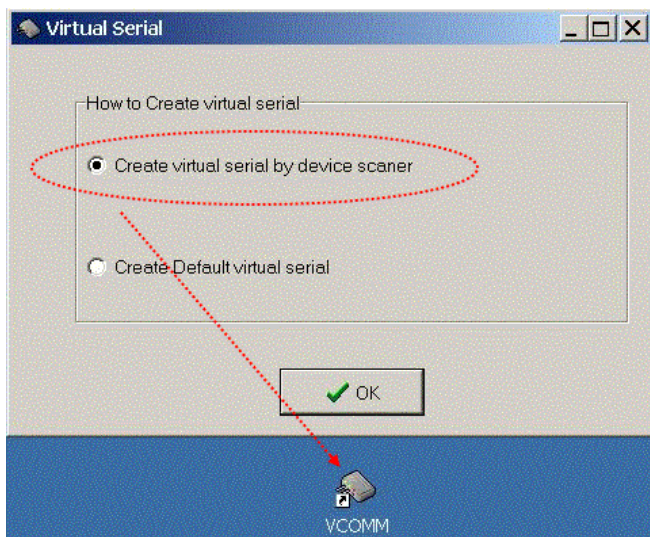 Virtual Serial
How to Create virtual serial
Create virtual serial by device scaner
Create Default virtual serial
OK
VCOMM